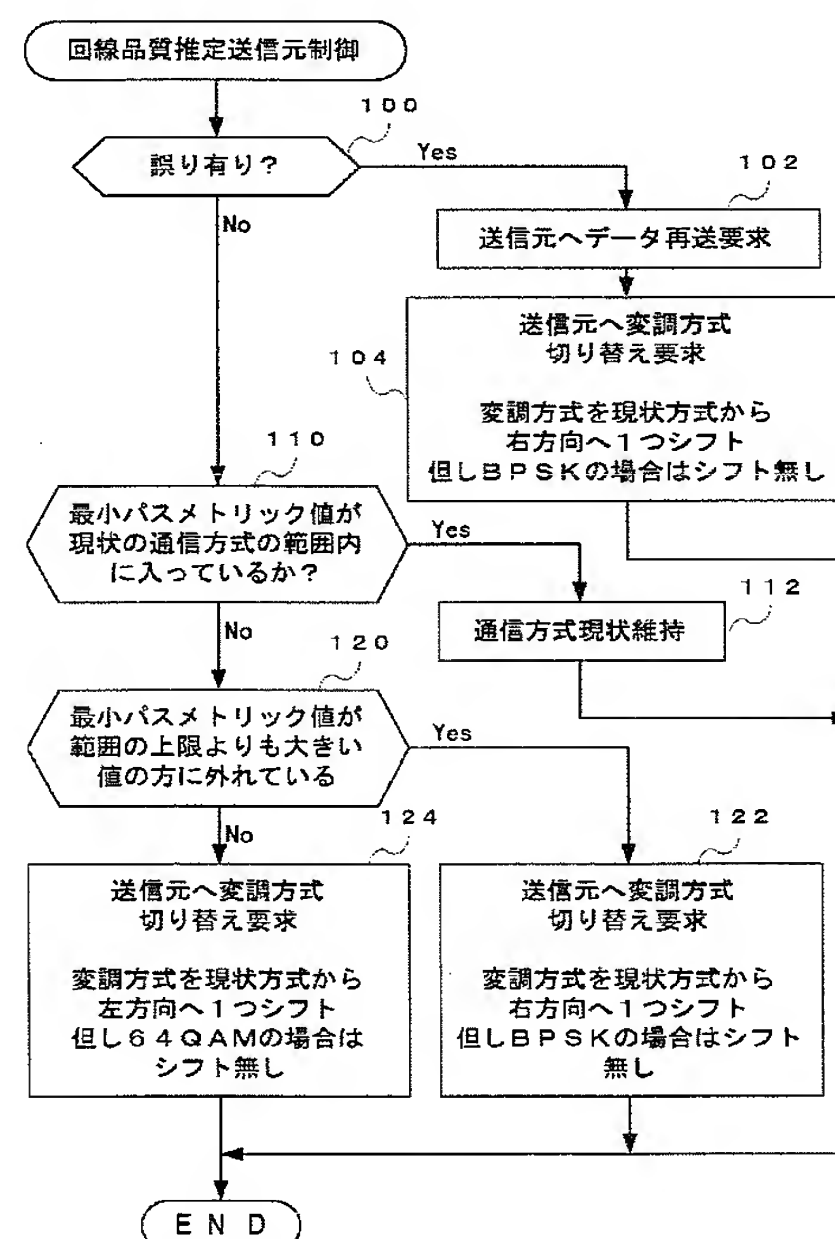 回線品質推定送信元制御
100
誤り有り？
Yes
102
No
送信元へデータ再送要求
送信元へ変調方式
切り替え要求
104
変調方式を現状方式から
右方向へ1つシフト
但しBPSKの場合はシフト無し
110
最小パスメトリック値が
現状の通信方式の範囲内
に入っているか？
Yes
112
通信方式現状維持
No
120
最小パスメトリック値が
範囲の上限よりも大きい
値の方に外れている
Yes
No
124
送信元へ変調方式
切り替え要求
変調方式を現状方式から
左方向へ1つシフト
但し64QAMの場合は
シフト無し
122
送信元へ変調方式
切り替え要求
変調方式を現状方式から
右方向へ1つシフト
但しBPSKの場合はシフト
無し
END